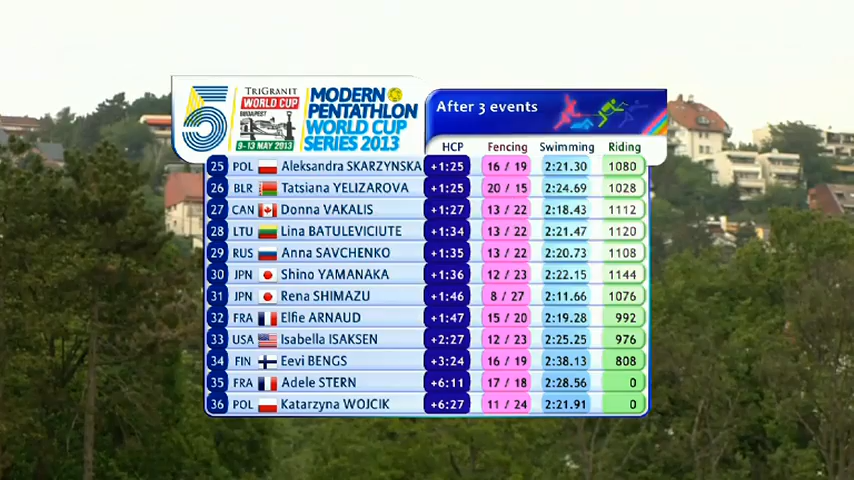 5 TRIGRANIT WORLD CUP BUDAPEST 9-13 MAY 2013
MODERN PENTATHLON WORLD CUP SERIES 2013
After 3 events
HCP Fencing Swimming Riding
25 POL Aleksandra SKARZYNSKA +1:25 16 / 19 2:21.30 1080
26 BLR Tatsiana YELIZAROVA +1:25 20 / 15 2:24.69 1028
27 CAN Donna VAKALIS +1:27 13 / 22 2:18.43 1112
28 LTU Lina BATULEVICIUTE +1:34 13 / 22 2:21.47 1120
29 RUS Anna SAVCHENKO +1:35 13 / 22 2:20.73 1108
30 JPN Shino YAMANAKA +1:36 12 / 23 2:22.15 1144
31 JPN Rena SHIMAZU +1:46 8 / 27 2:11.66 1076
32 FRA Elfie ARNAUD +1:47 15 / 20 2:19.28 992
33 USA Isabella ISAKSEN +2:27 12 / 23 2:25.25 976
34 FIN Eevi BENGS +3:24 16 / 19 2:38.13 808
35 FRA Adele STERN +6:11 17 / 18 2:28.56 0
36 POL Katarzyna WOJCIK +6:27 11 / 24 2:21.91 0